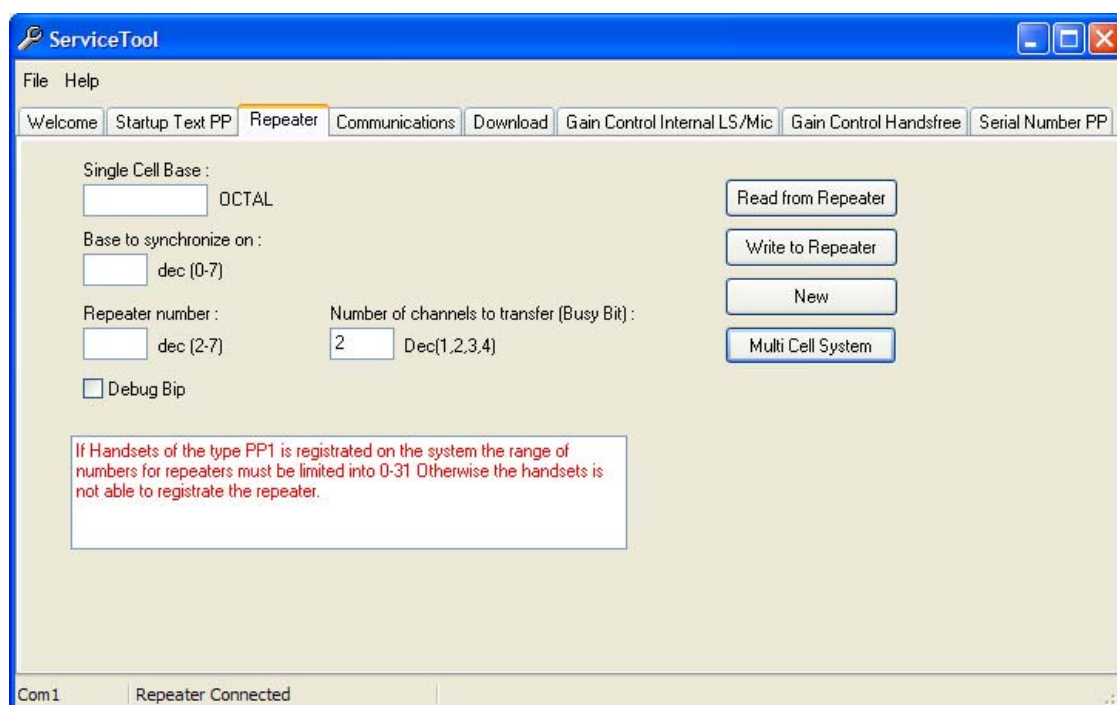 ServiceTool
File Help
Welcome Startup Text PP Repeater Communications Download Gain Control Internal LS/Mic Gain Control Handsfree Serial Number PP
Single Cell Base :
OCTAL
Read from Repeater
Base to synchronize on :
Write to Repeater
dec (0-7)
New
Repeater number :
Number of channels to transfer (Busy Bit) :
dec (2-7)
2 Dec(1,2,3,4)
Multi Cell System
Debug Bip
If Handsets of the type PP1 is registrated on the system the range of
numbers for repeaters must be limited into 0-31 Otherwise the handsets is
not able to registrate the repeater.
Com1 Repeater Connected